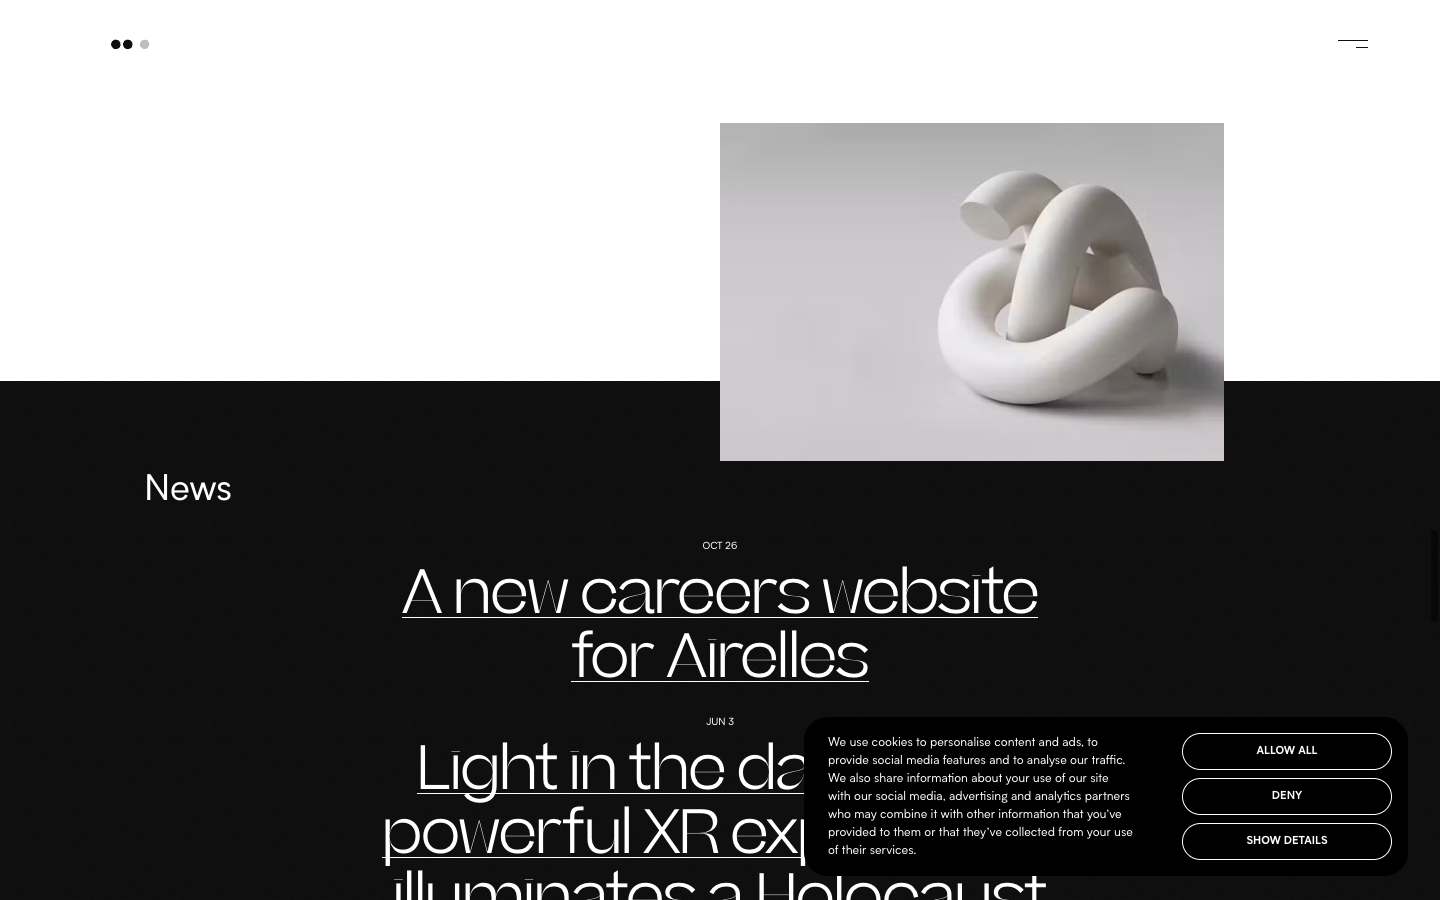 News
OCT 26
A new careers website
for Airelles
JUN 3
Light in the da
powerful XR exp
illuminates a Holocaust
We use cookies to personalise content and ads, to
provide social media features and to analyse our traffic.
We also share information about your use of our site
with our social media, advertising and analytics partners
who may combine it with other information that you've
provided to them or that they've collected from your use
of their services.
ALLOW ALL
DENY
SHOW DETAILS